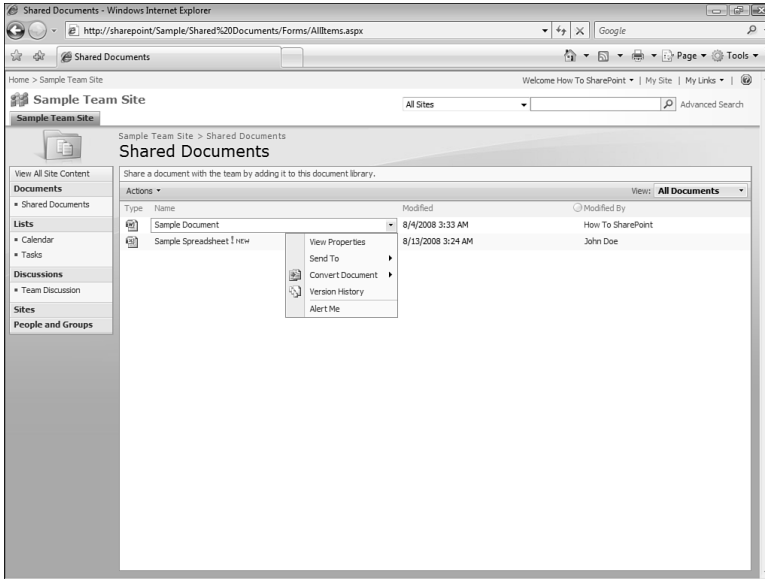 Shared Documents - Windows Internet Explorer
http://sharepoint/Sample/Shared%20Documents/Forms/AllItems.aspx
Google
Shared Documents
Page Tools
Home > Sample Team Site
Welcome How To SharePoint | My Site | My Links |
Sample Team Site
All Sites
Advanced Search
Sample Team Site
Sample Team Site > Shared Documents
Shared Documents
View All Site Content
Share a document with the team by adding it to this document library.
Documents
Shared Documents
Lists
Calendar
Tasks
Discussions
Team Discussion
Sites
People and Groups
Actions View: All Documents
Type Name Modified Modified By
Sample Document 8/4/2008 3:33 AM How To SharePoint
Sample Spreadsheet ! NEW 8/13/2008 3:24 AM John Doe
View Properties
Send To
Convert Document
Version History
Alert Me